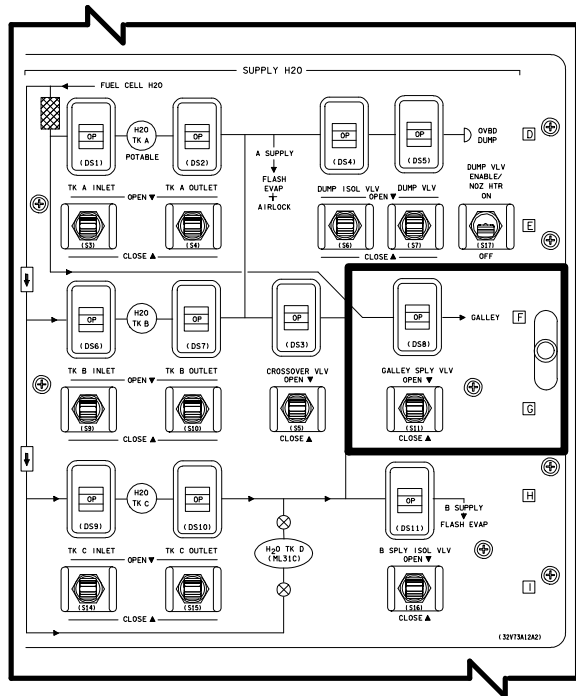 SUPPLY H2O
FUEL CELL H2O
OP
(DS1)
H2O
TK A
POTABLE
OP
(DS2)
A SUPPLY
FLASH
EVAP
+
AIRLOCK
OP
(DS4)
OP
(DS5)
OVBD
DUMP
D
TK A INLET
TK A OUTLET
OPEN ▼
(S3)
(S4)
CLOSE ▲
DUMP ISOL VLV
DUMP VLV
OPEN ▼
(S6)
(S7)
CLOSE ▲
DUMP VLV
ENABLE/
NOZ HTR
ON
(S17)
OFF
E
OP
(DS6)
H2O
TK B
OP
(DS7)
OP
(DS3)
OP
(DS8)
GALLEY
F
TK B INLET
TK B OUTLET
OPEN ▼
(S9)
(S10)
CLOSE ▲
CROSSOVER VLV
OPEN ▼
(S5)
CLOSE ▲
GALLEY SPLY VLV
OPEN ▼
(S11)
CLOSE ▲
G
OP
(DS9)
H2O
TK C
OP
(DS10)
H2O TK D
(ML31C)
OP
(DS11)
B SUPPLY
FLASH EVAP
H
TK C INLET
TK C OUTLET
OPEN ▼
(S14)
(S15)
CLOSE ▲
B SPLY ISOL VLV
OPEN ▼
(S16)
CLOSE ▲
I
(32V73A12A2)